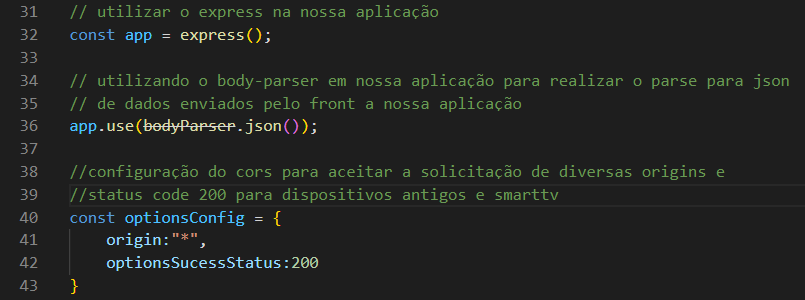 31 // utilizar o express na nossa aplicação
32 const app = express();
33
34 // utilizando o body-parser em nossa aplicação para realizar o parse para json
35 // de dados enviados pelo front a nossa aplicação
36 app.use(bodyParser.json());
37
38 //configuração do cors para aceitar a solicitação de diversas origins e
39 //status code 200 para dispositivos antigos e smarttv
40 const optionsConfig = {
41 origin:"*",
42 optionsSucessStatus:200
43 }